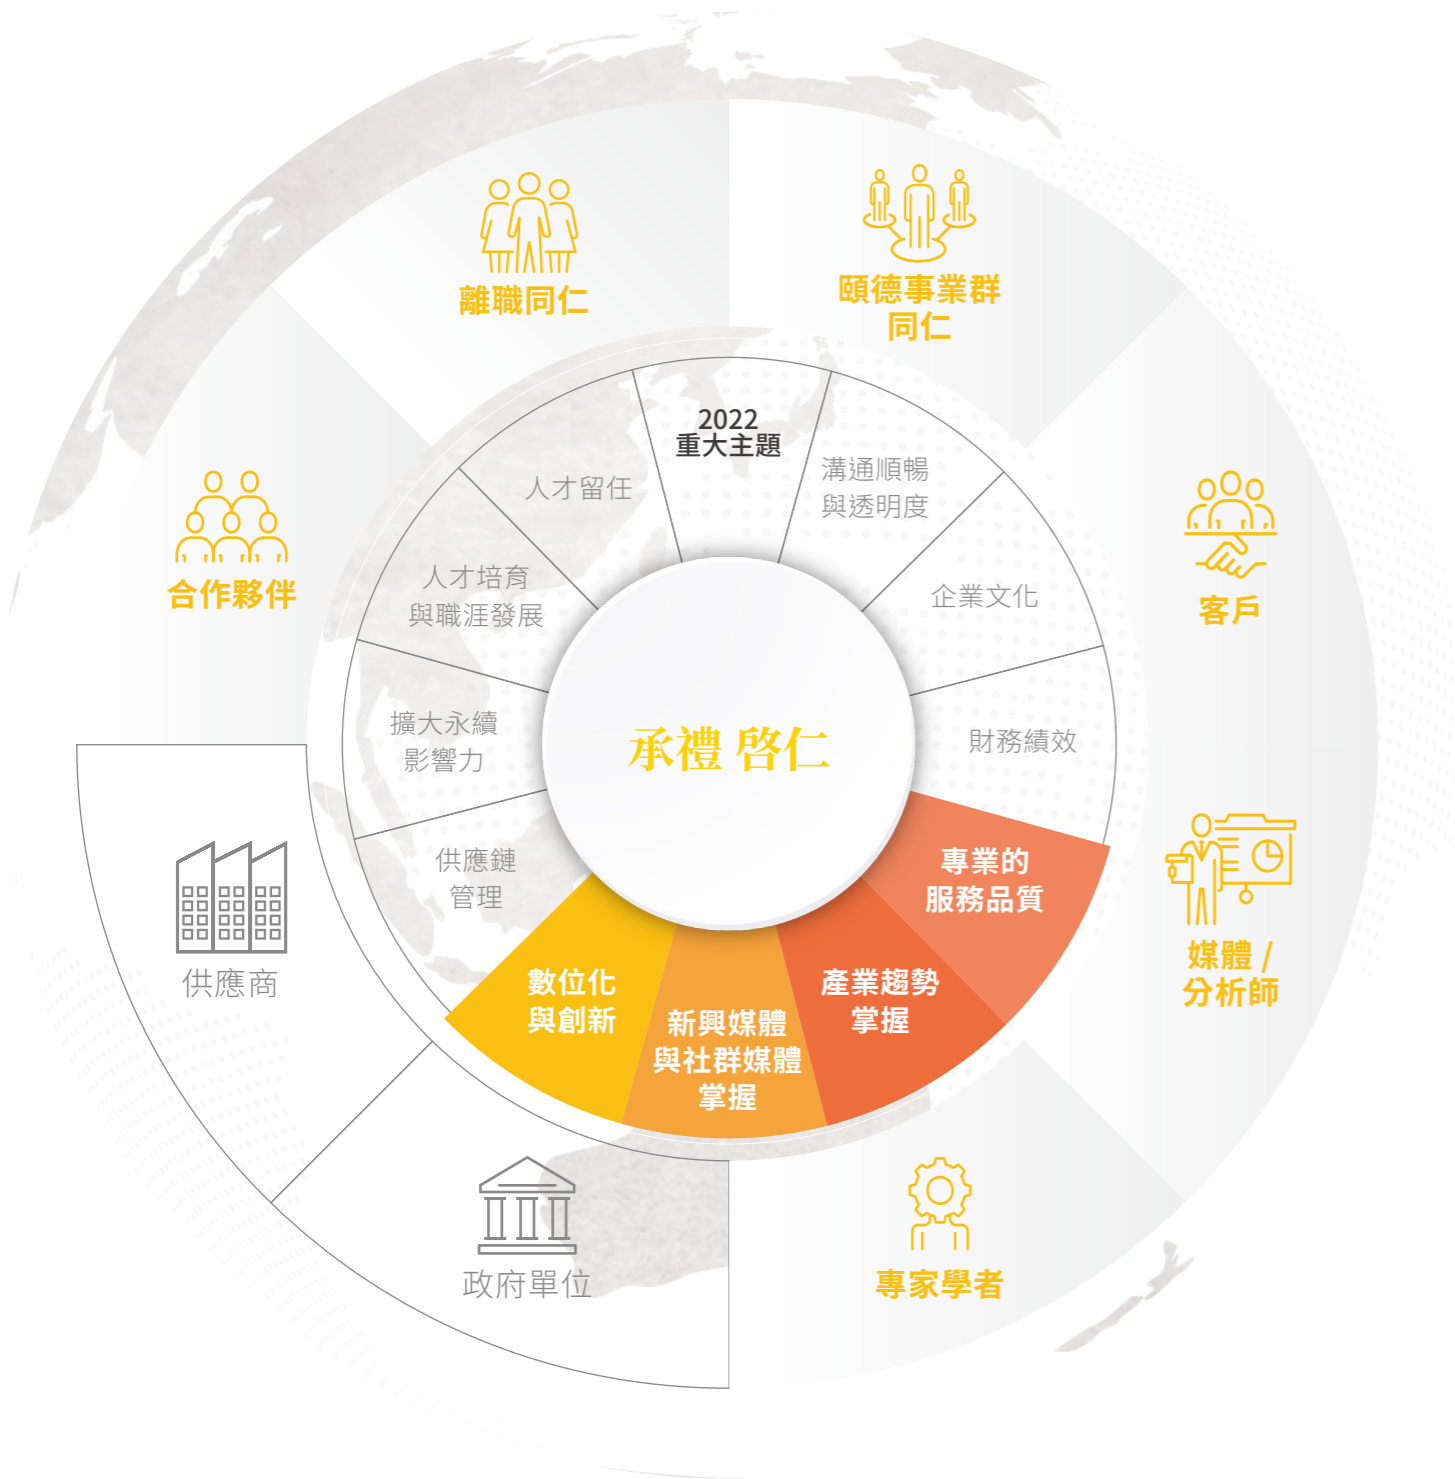 離職同仁
頤德事業群
同仁
合作夥伴
客戶
供應商
媒體 /
分析師
政府單位
專家學者
2022
重大主題
溝通順暢
與透明度
企業文化
財務績效
專業的
服務品質
產業趨勢
掌握
新興媒體
與社群媒體
掌握
數位化
與創新
供應鏈
管理
擴大永續
影響力
人才培育
與職涯發展
人才留任
承禮 啓仁